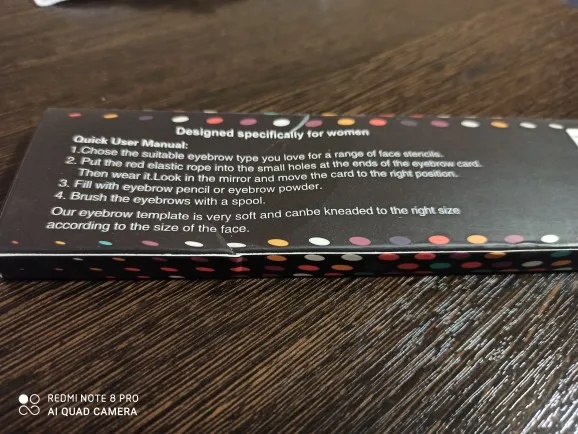 Designed specifically for women
Quick User Manual:
1.Chose the suitable eyebrow type you love for a range of face stencils.
2. Put the red elastic rope into the small holes at the ends of the eyebrow card.
Then wear it.Look in the mirror and move the card to the right position.
3. Fill with eyebrow pencil or eyebrow powder.
4. Brush the eyebrows with a spool.
Our eyebrow template is very soft and canbe kneaded to the right size
according to the size of the face.
REDMI NOTE 8 PRO
AI QUAD CAMERA